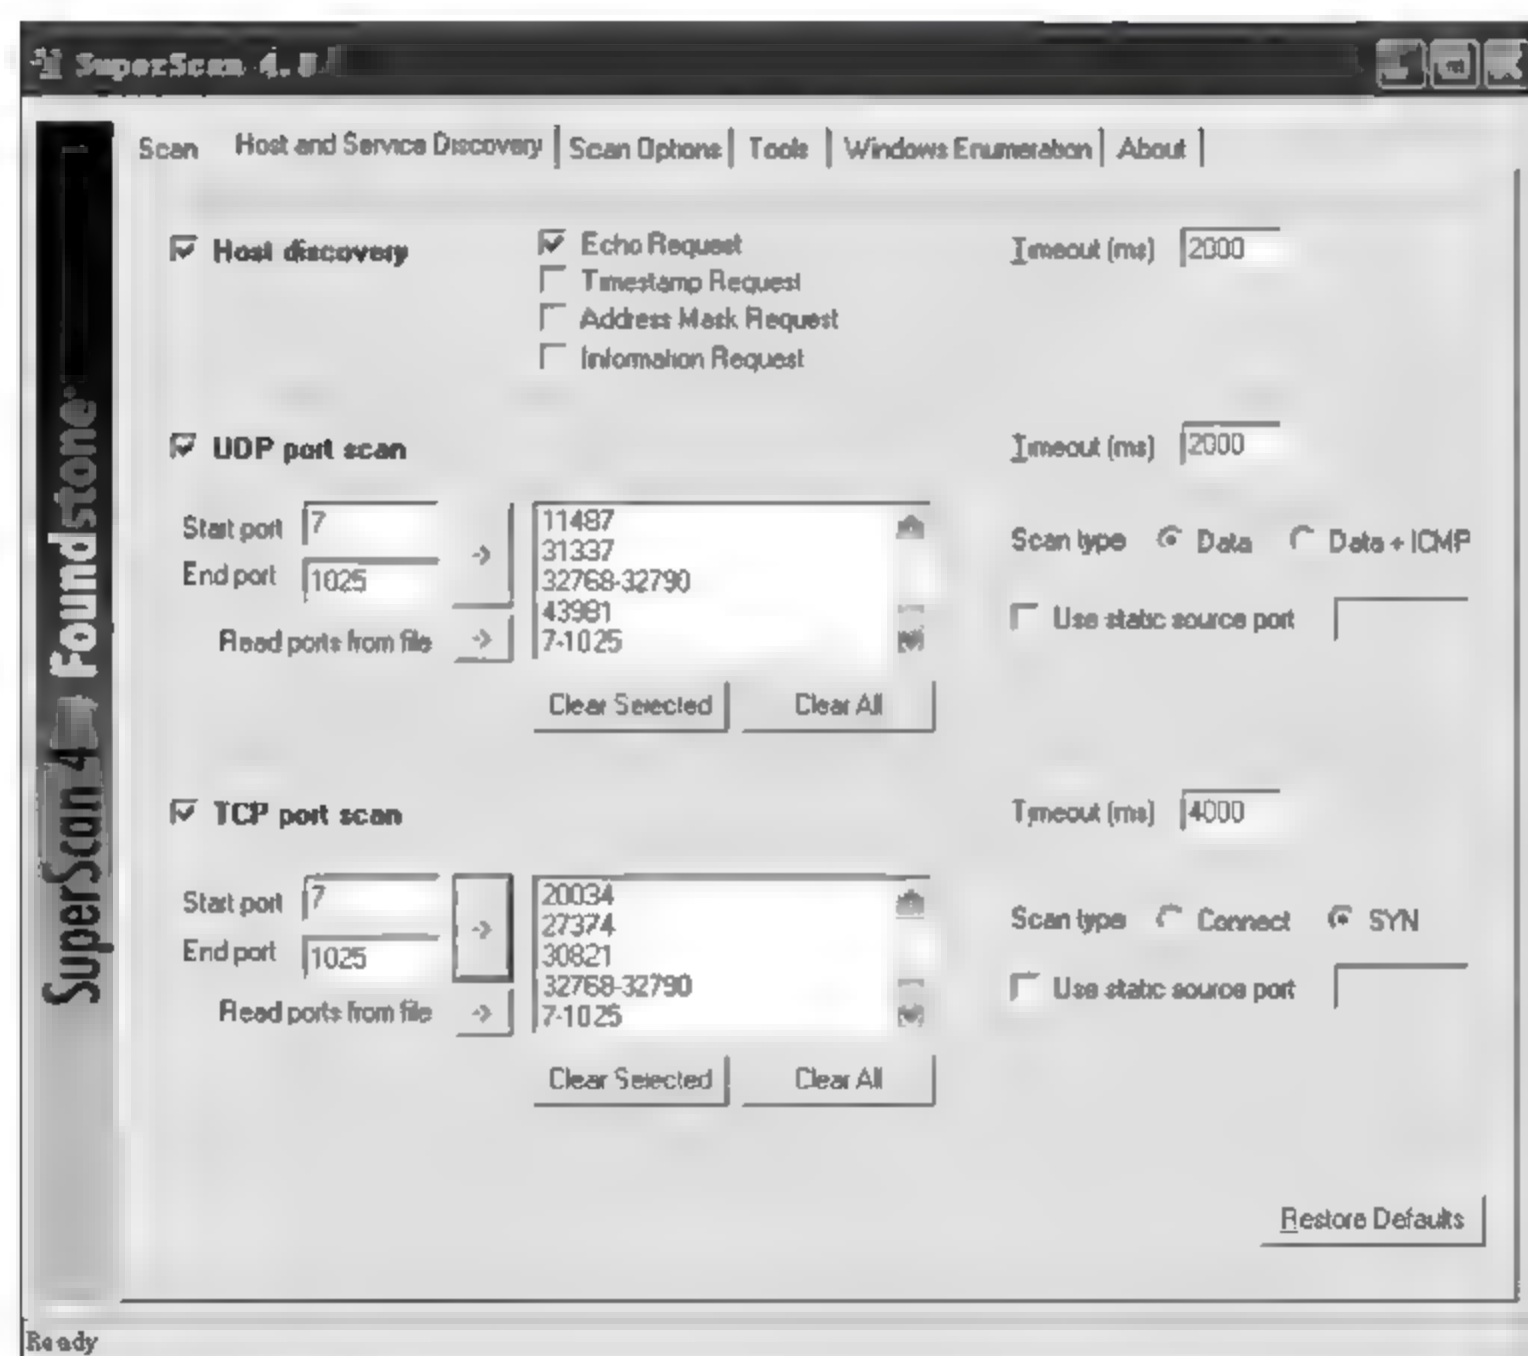 SuperScan 4.0
Scan
Host and Service Discovery
Scan Options
Tools
Windows Enumeration
About
Host discovery
Echo Request
Timestamp Request
Address Mask Request
Information Request
Timeout (ms)
2000
UDP port scan
Timeout (ms)
2000
Start port
7
End port
1025
->
Read ports from file
->
11487
31337
32768-32790
43981
7-1025
Clear Selected
Clear All
Scan type
Data
Data + ICMP
Use static source port
TCP port scan
Timeout (ms)
4000
Start port
7
End port
1025
->
Read ports from file
->
20034
27374
30821
32768-32790
7-1025
Clear Selected
Clear All
Scan type
Connect
SYN
Use static source port
Restore Defaults
SuperScan 4 Foundstone
Ready